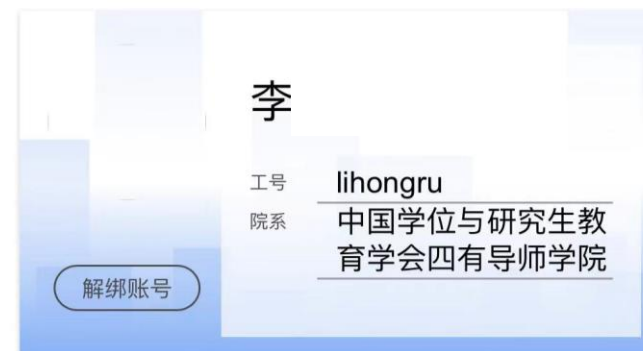 李
工号 lihongru
院系 中国学位与研究生教
育学会四有导师学院
解绑账号